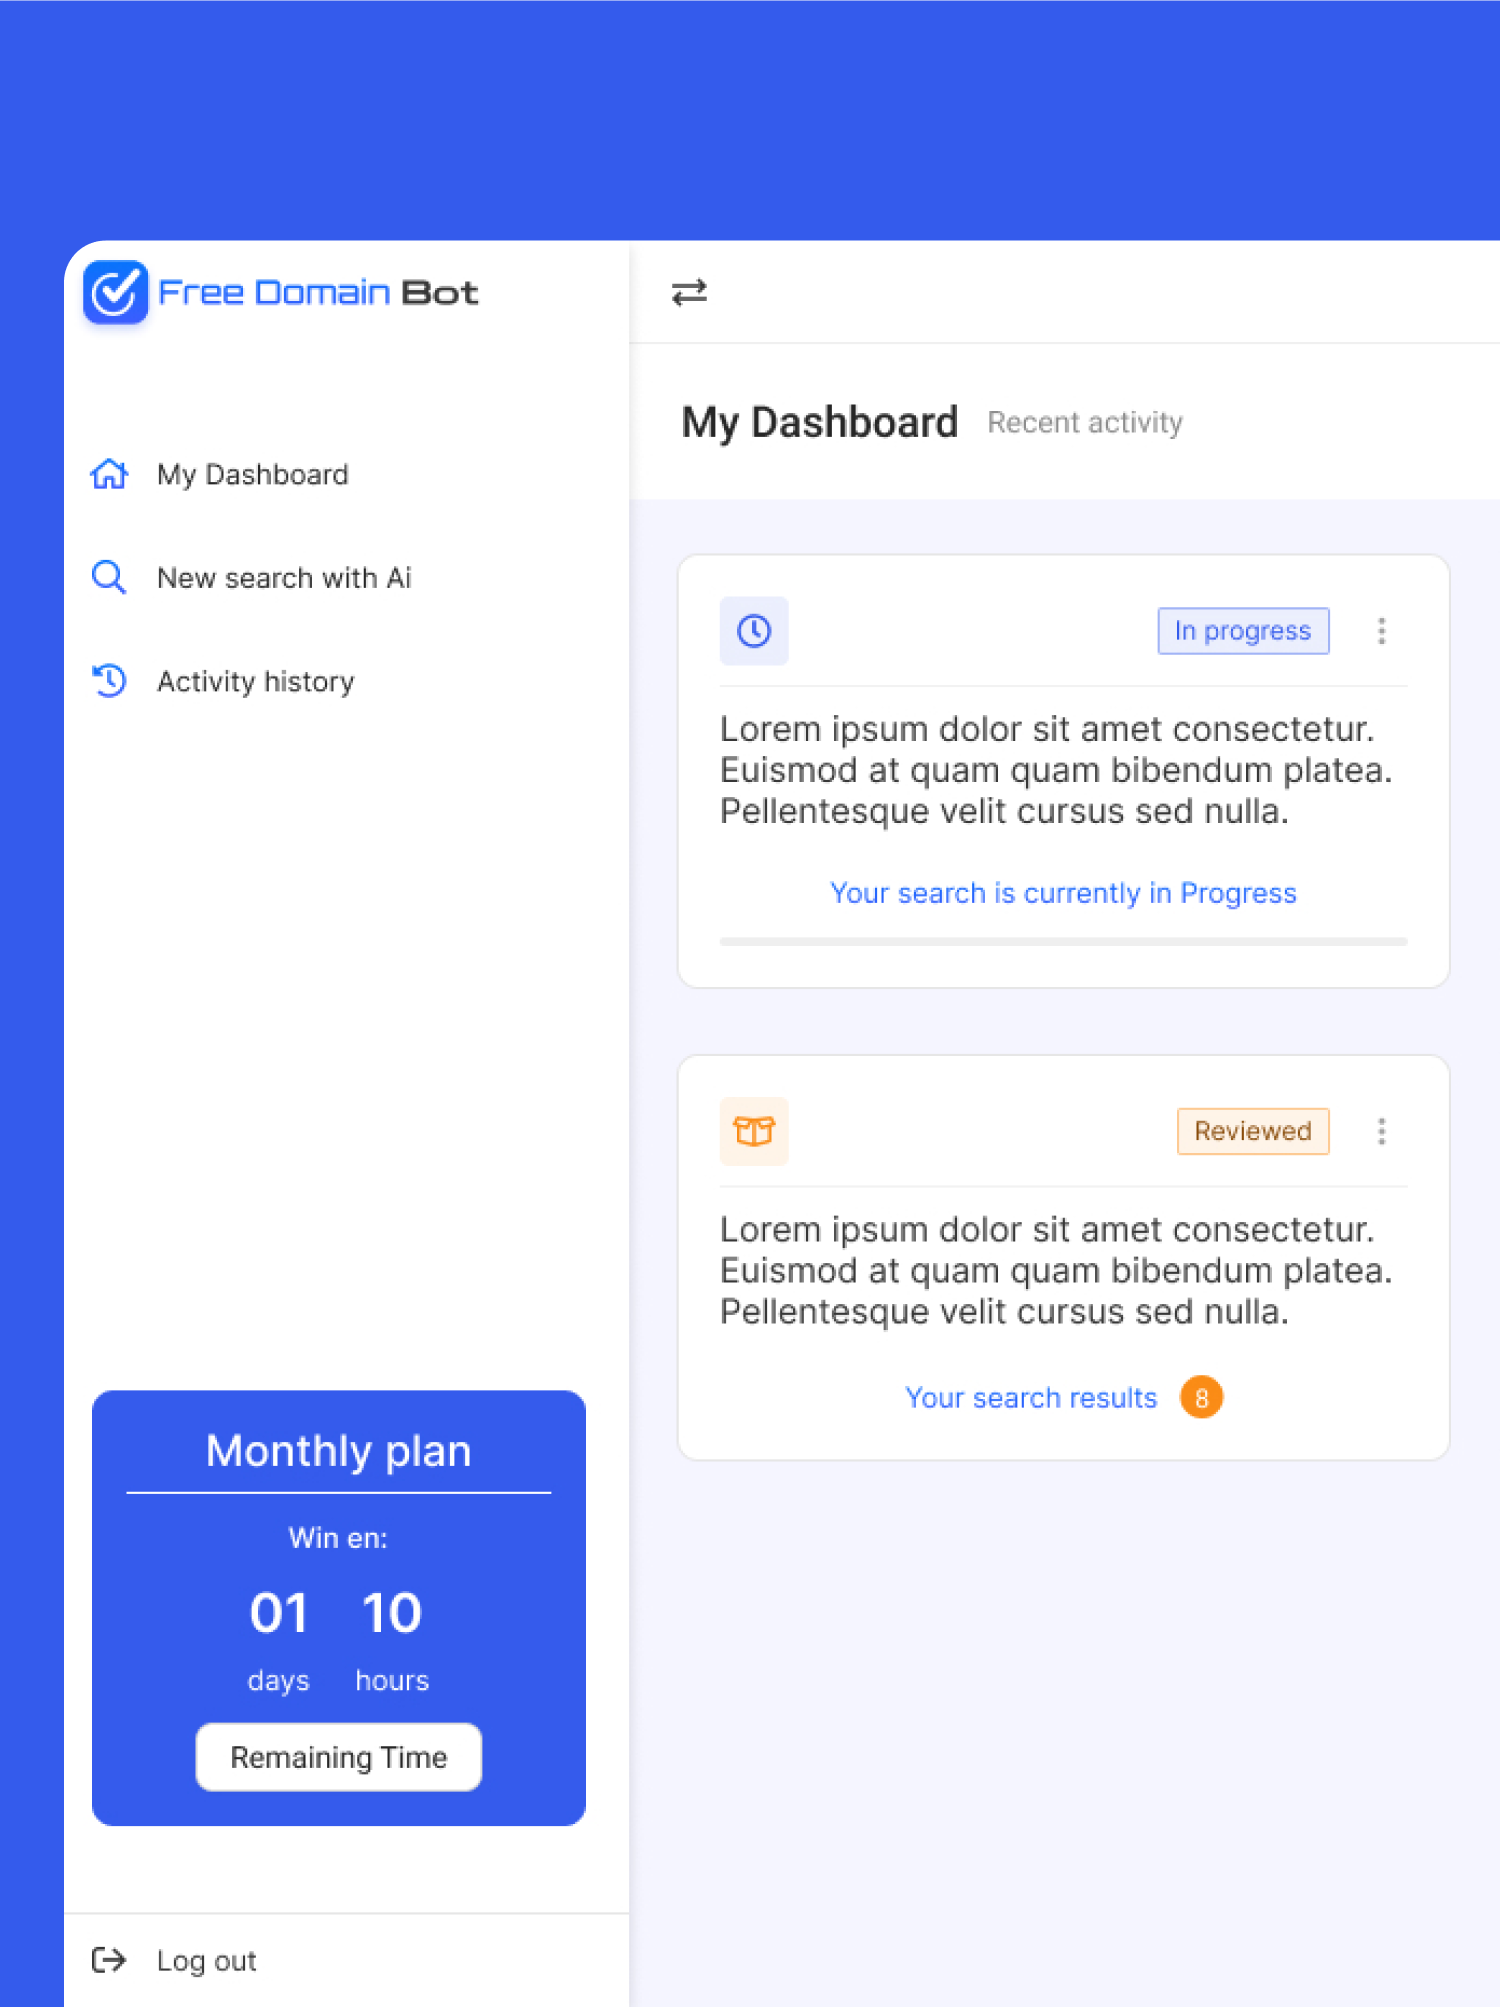 Free Domain Bot
My Dashboard
New search with Ai
Activity history
Monthly plan
Win en:
01 10
days hours
Remaining Time
Log out
My Dashboard Recent activity
In progress
Lorem ipsum dolor sit amet consectetur.
Euismod at quam quam bibendum platea.
Pellentesque velit cursus sed nulla.
Your search is currently in Progress
Reviewed
Lorem ipsum dolor sit amet consectetur.
Euismod at quam quam bibendum platea.
Pellentesque velit cursus sed nulla.
Your search results 8